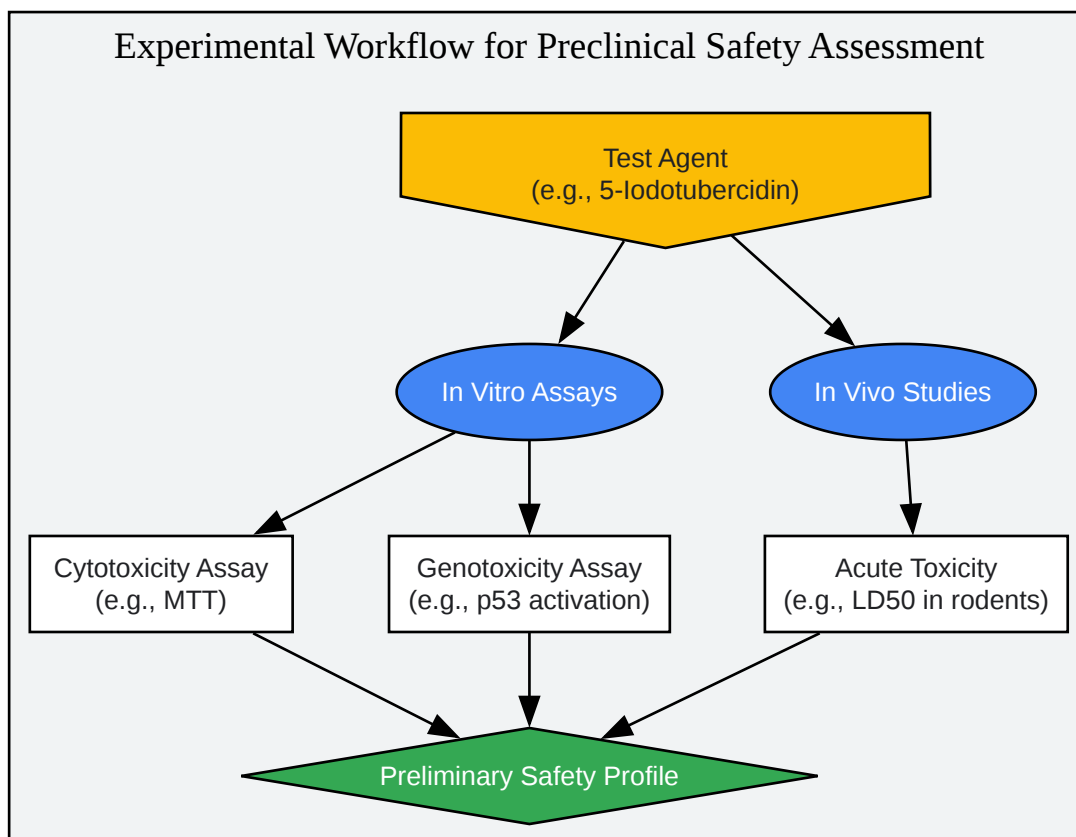 Experimental Workflow for Preclinical Safety Assessment
Test Agent
(e.g., 5-Iodotubercidin)
In Vitro Assays
In Vivo Studies
Cytotoxicity Assay
(e.g., MTT)
Genotoxicity Assay
(e.g., p53 activation)
Acute Toxicity
(e.g., LD50 in rodents)
Preliminary Safety Profile